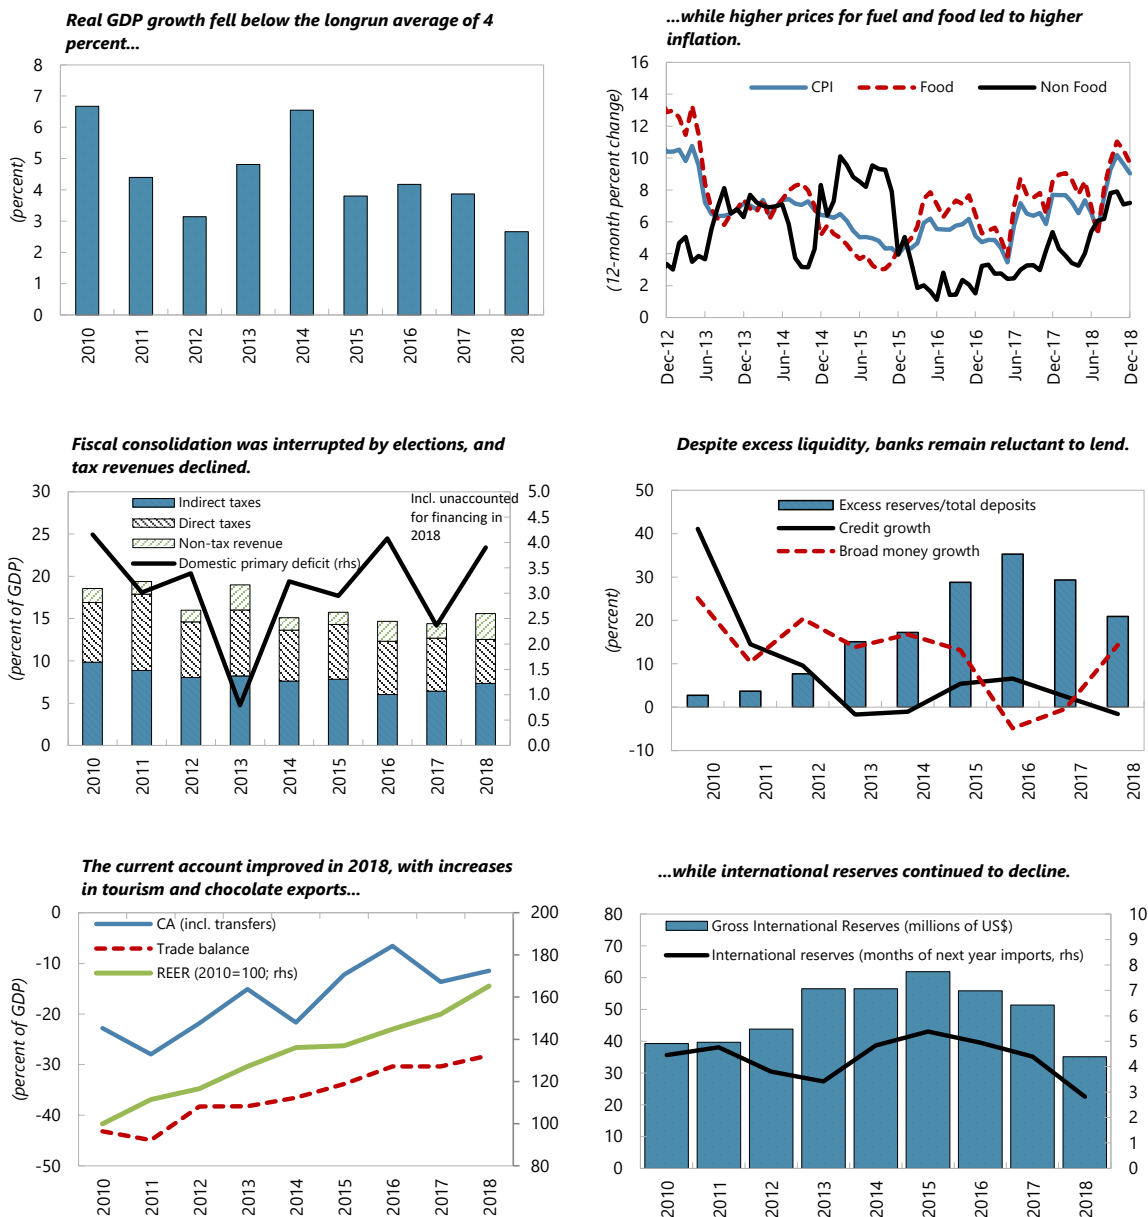 Real GDP growth fell below the longrun average of 4
percent...
8
7
6
5
4
3
2
1
0
(percent)
2010
2011
2012
2013
2014
2015
2016
2017
2018
...while higher prices for fuel and food led to higher
inflation.
16
14
12
10
8
6
4
2
0
(12-month percent change)
CPI
Food
Non Food
Dec-12
Jun-13
Dec-13
Jun-14
Dec-14
Jun-15
Dec-15
Jun-16
Dec-16
Jun-17
Dec-17
Jun-18
Dec-18
Fiscal consolidation was interrupted by elections, and
tax revenues declined.
30
25
20
15
10
5
0
(percent of GDP)
Indirect taxes
Direct taxes
Non-tax revenue
Domestic primary deficit (rhs)
Incl. unaccounted
for financing in
2018
5.0
4.5
4.0
3.5
3.0
2.5
2.0
1.5
1.0
0.5
0.0
2010
2011
2012
2013
2014
2015
2016
2017
2018
Despite excess liquidity, banks remain reluctant to lend.
50
40
30
20
10
0
-10
(percent)
Excess reserves/total deposits
Credit growth
Broad money growth
2010
2011
2012
2013
2014
2015
2016
2017
2018
The current account improved in 2018, with increases
in tourism and chocolate exports...
0
-10
-20
-30
-40
-50
(percent of GDP)
CA (incl. transfers)
Trade balance
REER (2010=100; rhs)
200
180
160
140
120
100
80
2010
2011
2012
2013
2014
2015
2016
2017
2018
...while international reserves continued to decline.
80
70
60
50
40
30
20
10
0
Gross International Reserves (millions of US$)
International reserves (months of next year imports, rhs)
10
9
8
7
6
5
4
3
2
1
0
2010
2011
2012
2013
2014
2015
2016
2017
2018